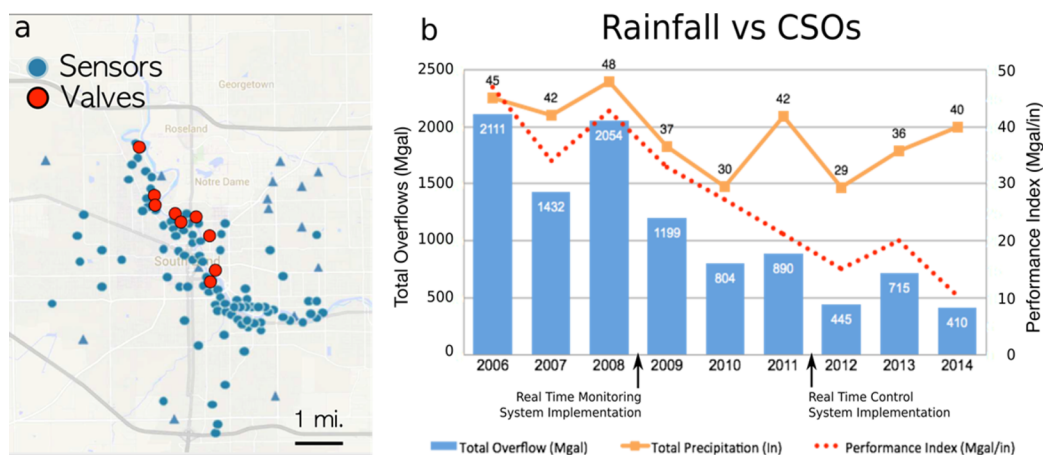 a
Sensors
Valves
Georgetown
Roseland
Notre Dame
1 mi.
b
Rainfall vs CSOs
Total Overflows (Mgal)
2500
2000
1500
1000
500
0
45
42
48
37
30
42
29
36
40
2111
1432
2054
1199
804
890
445
715
410
2006
2007
2008
2009
2010
2011
2012
2013
2014
50
40
30
20
10
0
Performance Index (Mgal/in)
Real Time Monitoring
System Implementation
Real Time Control
System Implementation
Total Overflow (Mgal)
Total Precipitation (In)
Performance Index (Mgal/in)